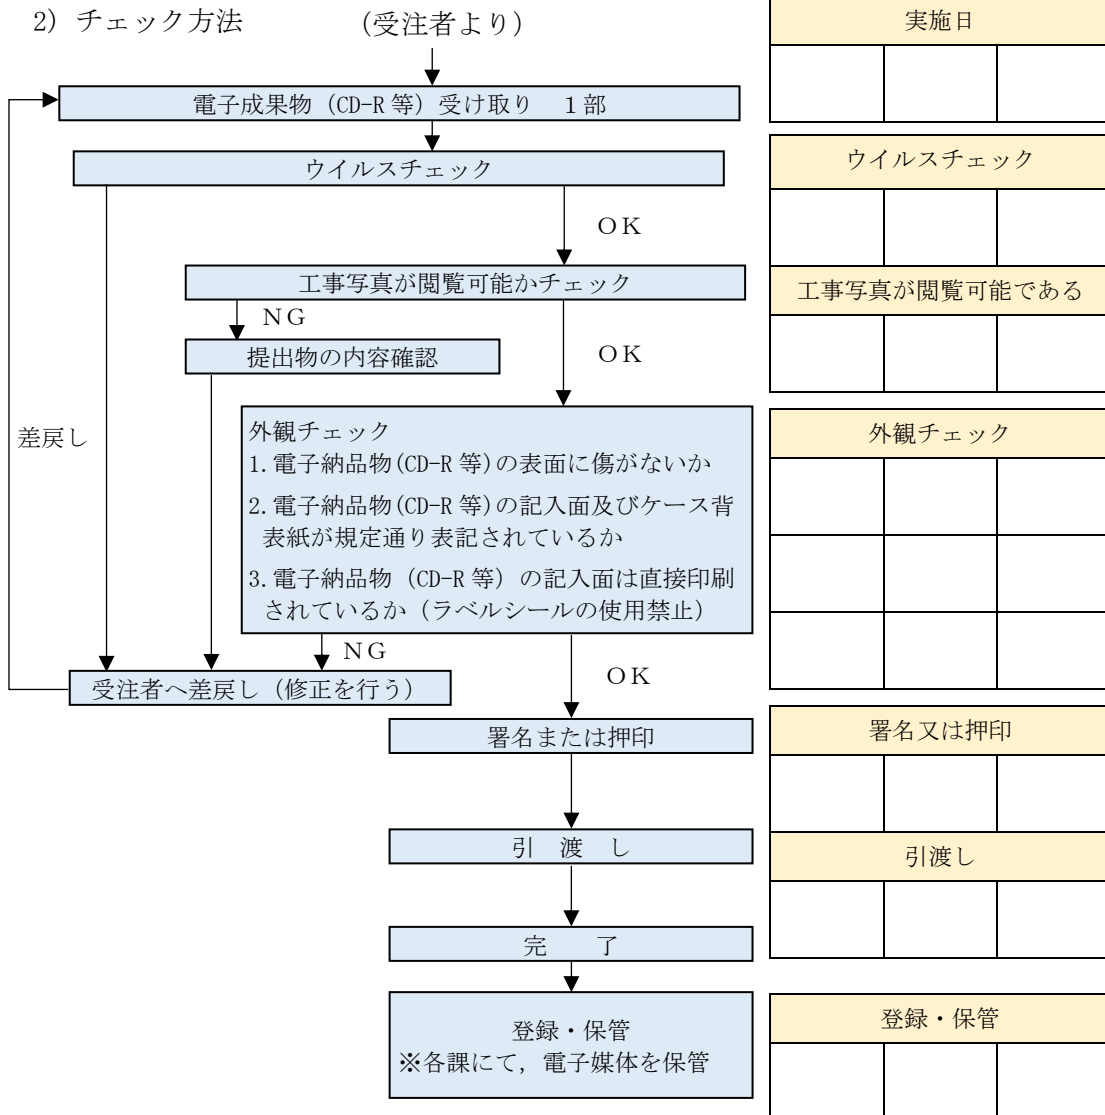 2) チェック方法
(受注者より)
電子成果物（CD-R 等）受け取り　１部
ウイルスチェック
ＯＫ
工事写真が閲覧可能かチェック
ＮＧ
ＯＫ
提出物の内容確認
差戻し
外観チェック
1.電子納品物(CD-R 等)の表面に傷がないか
2.電子納品物(CD-R 等)の記入面及びケース背
表紙が規定通り表記されているか
3.電子納品物（CD-R 等）の記入面は直接印刷
されているか（ラベルシールの使用禁止）
ＮＧ
ＯＫ
受注者へ差戻し（修正を行う）
署名または押印
引　渡　し
完　　了
登録・保管
※各課にて，電子媒体を保管
実施日
ウイルスチェック
工事写真が閲覧可能である
外観チェック
署名又は押印
引渡し
登録・保管